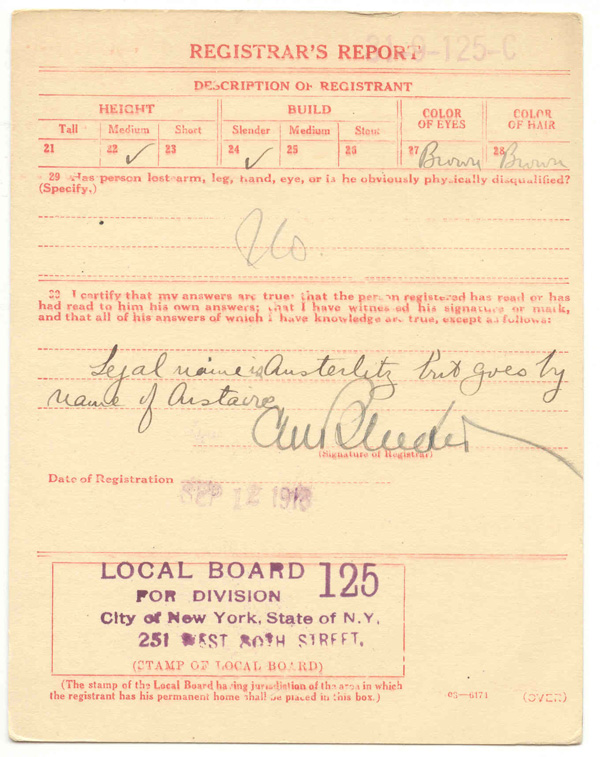 REGISTRAR'S REPORT 31-9-125-C
DESCRIPTION OF REGISTRANT
HEIGHT BUILD COLOR OF EYES COLOR OF HAIR
Tall Medium Short Slender Medium Stout
21 22 ✓ 23 24 ✓ 25 26 27 Brown 28 Brown
29 Has person lost arm, leg, hand, eye, or is he obviously physically disqualified?
(Specify.)
No.
30 I certify that my answers are true; that the person registered has read or has
had read to him his own answers; that I have witnessed his signature or mark,
and that all of his answers of which I have knowledge are true, except as follows:
Legal name is Austerlitz but goes by
name of Astaire
(Signature of Registrar)
Date of Registration SEP 12 1918
LOCAL BOARD 125
FOR DIVISION
City of New York, State of N.Y.
251 WEST 80TH STREET.
(STAMP OF LOCAL BOARD)
(The stamp of the Local Board having jurisdiction of the area in which
the registrant has his permanent home shall be placed in this box.)
03—6171 (OVER)